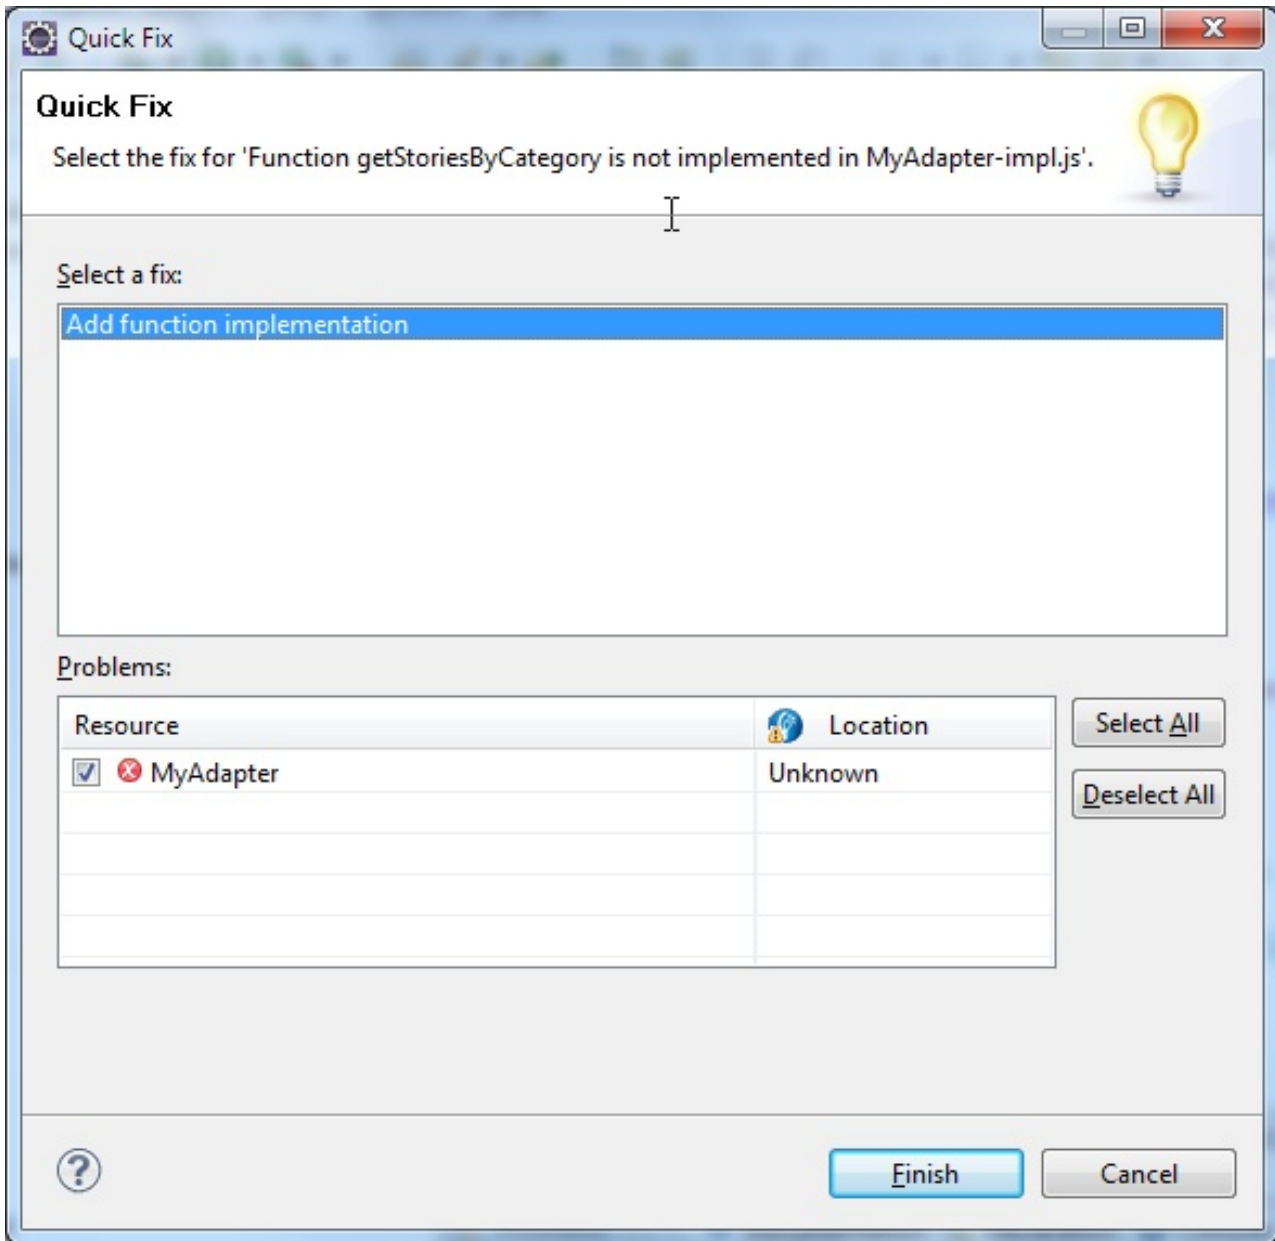 Quick Fix
Quick Fix
Select the fix for 'Function getStoriesByCategory is not implemented in MyAdapter-impl.js'.
Select a fix:
Add function implementation
Problems:
Resource Location
Select All
MyAdapter Unknown
Deselect All
Finish Cancel